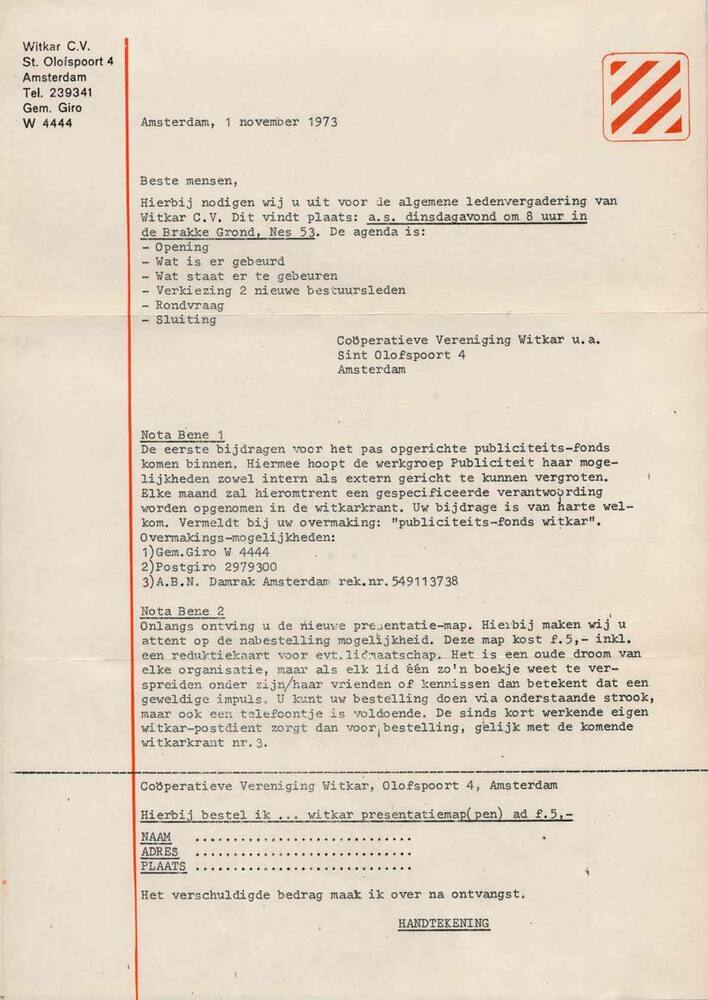 Witkar C.V.
St. Olofspoort 4
Amsterdam
Tel. 239341
Gem. Giro
W 4444
Amsterdam, 1 november 1973
Beste mensen,
Hierbij nodigen wij u uit voor de algemene ledenvergadering van
Witkar C.V. Dit vindt plaats: a.s. dinsdagavond om 8 uur in
de Brakke Grond, Nes 53. De agenda is:
- Opening
- Wat is er gebeurd
- Wat staat er te gebeuren
- Verkiezing 2 nieuwe bestuursleden
- Rondvraag
- Sluiting
Coöperatieve Vereniging Witkar u.a.
Sint Olofspoort 4
Amsterdam
Nota Bene 1
De eerste bijdragen voor het pas opgerichte publiciteits-fonds
komen binnen. Hiermee hoopt de werkgroep Publiciteit haar moge-
lijkheden zowel intern als extern gericht te kunnen vergroten.
Elke maand zal hieromtrent een gespecificeerde verantwoording
worden opgenomen in de witkarkrant. Uw bijdrage is van harte wel-
kom. Vermeldt bij uw overmaking: "publiciteits-fonds witkar".
Overmakings-mogelijkheden:
1)Gem.Giro W 4444
2)Postgiro 2979300
3)A.B.N. Damrak Amsterdam rek.nr.549113738
Nota Bene 2
Onlangs ontving u de nieuwe presentatie-map. Hierbij maken wij u
attent op de nabestelling mogelijkheid. Deze map kost f.5,- inkl.
een reduktiekaart voor evt.lidmaatschap. Het is een oude droom van
elke organisatie, maar als elk lid één zo'n boekje weet te ver-
spreiden onder zijn/haar vrienden of kennissen dan betekent dat een
geweldige impuls. U kunt uw bestelling doen via onderstaande strook,
maar ook een telefoontje is voldoende. De sinds kort werkende eigen
witkar-postdient zorgt dan voor bestelling, gelijk met de komende
witkarkrant nr.3.
Coöperatieve Vereniging Witkar, Olofspoort 4, Amsterdam
Hierbij bestel ik ... witkar presentatiemap(pen) ad f.5,-
NAAM ............................
ADRES ............................
PLAATS ............................
Het verschuldigde bedrag maak ik over na ontvangst.
HANDTEKENING